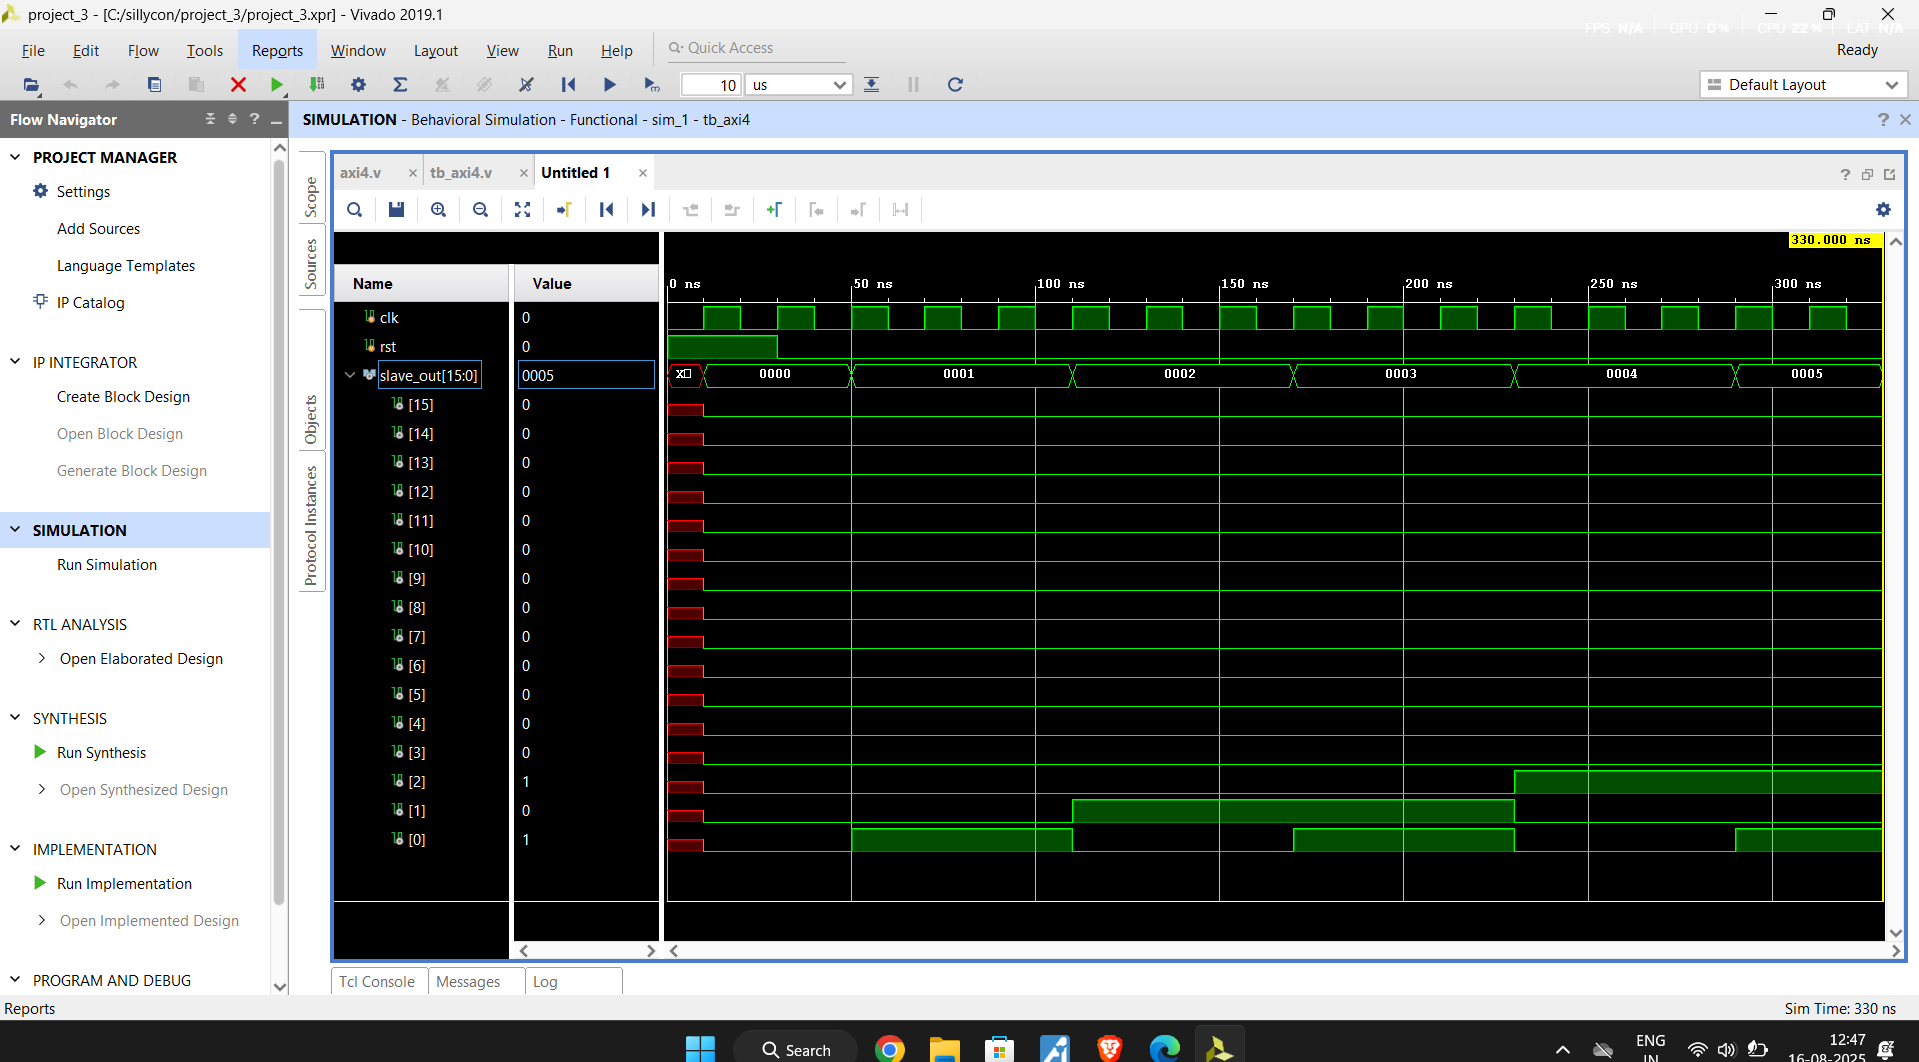 project_3 - [C:/sillycon/project_3/project_3.xpr] - Vivado 2019.1
FPS N/A GPU 0% CPU 22% LAT N/A
File Edit Flow Tools Reports Window Layout View Run Help Quick Access
Ready
10 us
Default Layout
Flow Navigator
SIMULATION - Behavioral Simulation - Functional - sim_1 - tb_axi4
PROJECT MANAGER
Settings
Add Sources
Language Templates
IP Catalog
IP INTEGRATOR
Create Block Design
Open Block Design
Generate Block Design
SIMULATION
Run Simulation
RTL ANALYSIS
Open Elaborated Design
SYNTHESIS
Run Synthesis
Open Synthesized Design
IMPLEMENTATION
Run Implementation
Open Implemented Design
PROGRAM AND DEBUG
Scope
Sources
Objects
Protocol Instances
axi4.v
tb_axi4.v
Untitled 1
330.000 ns
Name Value
0 ns 50 ns 100 ns 150 ns 200 ns 250 ns 300 ns
clk 0
rst 0
slave_out[15:0] 0005
X 0000 0001 0002 0003 0004 0005
[15] 0
[14] 0
[13] 0
[12] 0
[11] 0
[10] 0
[9] 0
[8] 0
[7] 0
[6] 0
[5] 0
[4] 0
[3] 0
[2] 1
[1] 0
[0] 1
Tcl Console Messages Log
Reports
Sim Time: 330 ns
Search
ENG
IN
12:47
16-08-2025